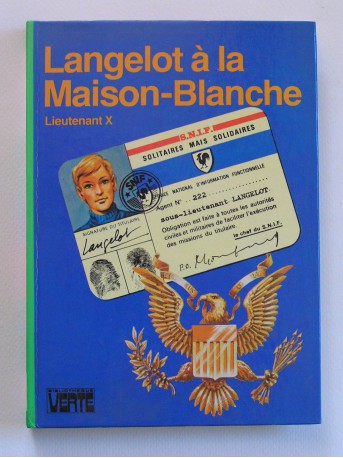 Langelot à la
Maison-Blanche
Lieutenant X
S.N.I.F.
SOLITAIRES MAIS SOLIDAIRES
SNIF
NATIONAL D'INFORMATION FONCTIONNELLE
Agent N° .. 222
sous-lieutenant LANGELOT.
Obligation est faite à toutes les autorités
civiles et militaires de faciliter l'exécution
des missions du titulaire.
le chef du S.N.I.F.
P.O.
SIGNATURE DU TITULAIRE
Langelot
BIBLIOTHEQUE
VERTE